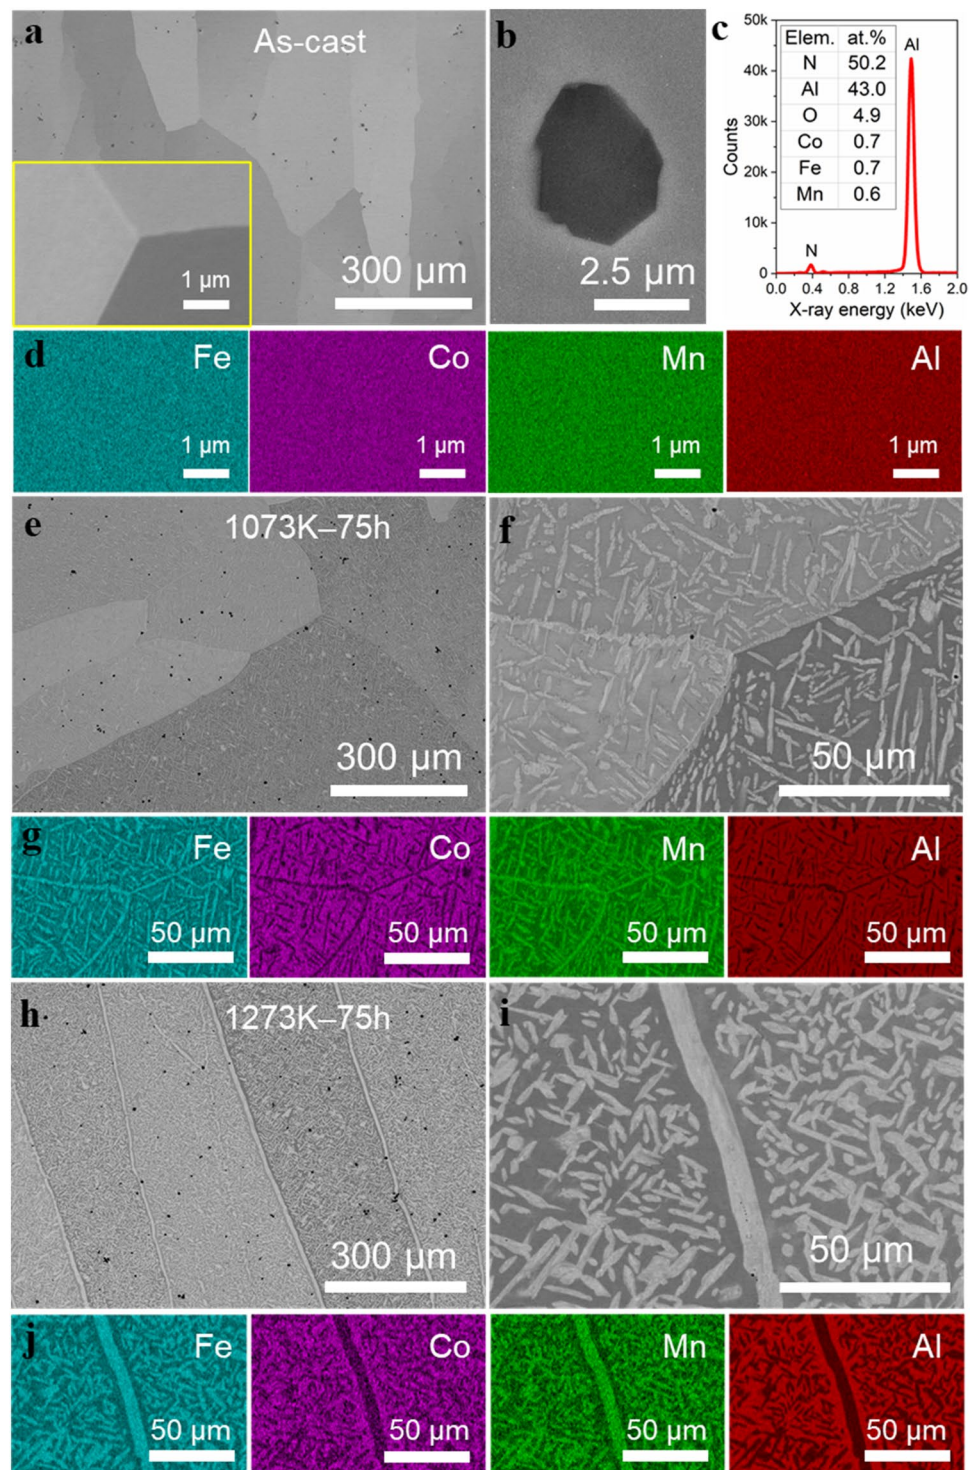 a
As-cast
1 µm
300 µm
b
2.5 µm
c
50k
40k
30k
20k
10k
0
Counts
Elem. at.%
N 50.2
Al 43.0
O 4.9
Co 0.7
Fe 0.7
Mn 0.6
Al
N
0.0 0.4 0.8 1.2 1.6 2.0
X-ray energy (keV)
d
Fe
1 µm
Co
1 µm
Mn
1 µm
Al
1 µm
e
1073K–75h
300 µm
f
50 µm
g
Fe
50 µm
Co
50 µm
Mn
50 µm
Al
50 µm
h
1273K–75h
300 µm
i
50 µm
j
Fe
50 µm
Co
50 µm
Mn
50 µm
Al
50 µm